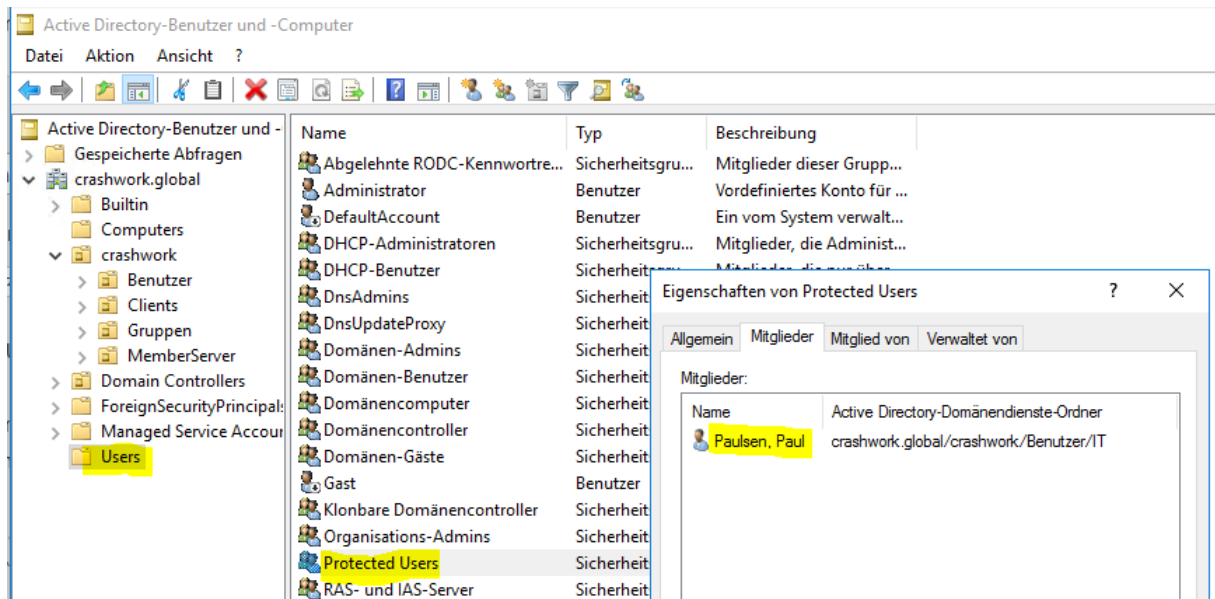 Active Directory-Benutzer und -Computer
Datei Aktion Ansicht ?
Active Directory-Benutzer und -
Gespeicherte Abfragen
crashwork.global
Builtin
Computers
crashwork
Benutzer
Clients
Gruppen
MemberServer
Domain Controllers
ForeignSecurityPrincipals
Managed Service Accour
Users
Name Typ Beschreibung
Abgelehnte RODC-Kennwortre... Sicherheitsgru... Mitglieder dieser Grupp...
Administrator Benutzer Vordefiniertes Konto für ...
DefaultAccount Benutzer Ein vom System verwalt...
DHCP-Administratoren Sicherheitsgru... Mitglieder, die Administ...
DHCP-Benutzer Sicherheitsgru... Mitglieder, die nur über
DnsAdmins Sicherheit
DnsUpdateProxy Sicherheit
Domänen-Admins Sicherheit
Domänen-Benutzer Sicherheit
Domänencomputer Sicherheit
Domänencontroller Sicherheit
Domänen-Gäste Sicherheit
Gast Benutzer
Klonbare Domänencontroller Sicherheit
Organisations-Admins Sicherheit
Protected Users Sicherheit
RAS- und IAS-Server Sicherheit
Eigenschaften von Protected Users ?
Allgemein Mitglieder Mitglied von Verwaltet von
Mitglieder:
Name Active Directory-Domänendienste-Ordner
Paulsen, Paul crashwork.global/crashwork/Benutzer/IT